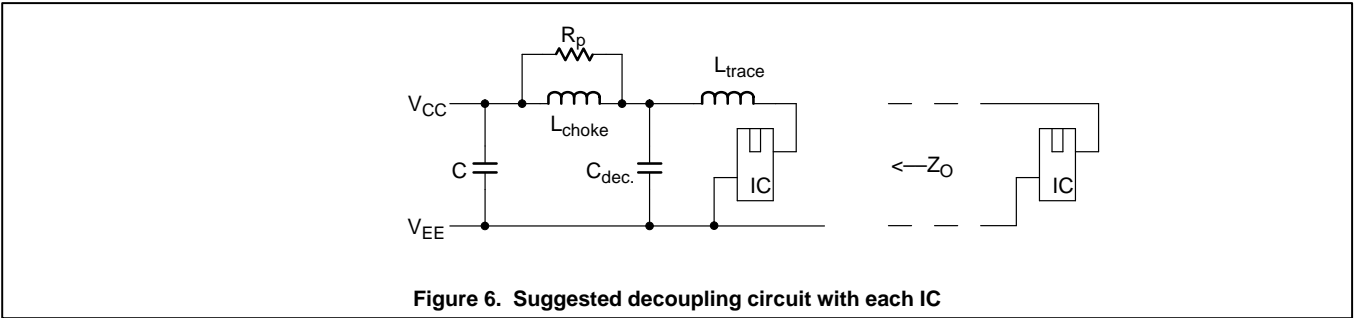 Rp
Ltrace
VCC
Lchoke
C
Cdec.
IC
<—ZO
IC
VEE
Figure 6. Suggested decoupling circuit with each IC